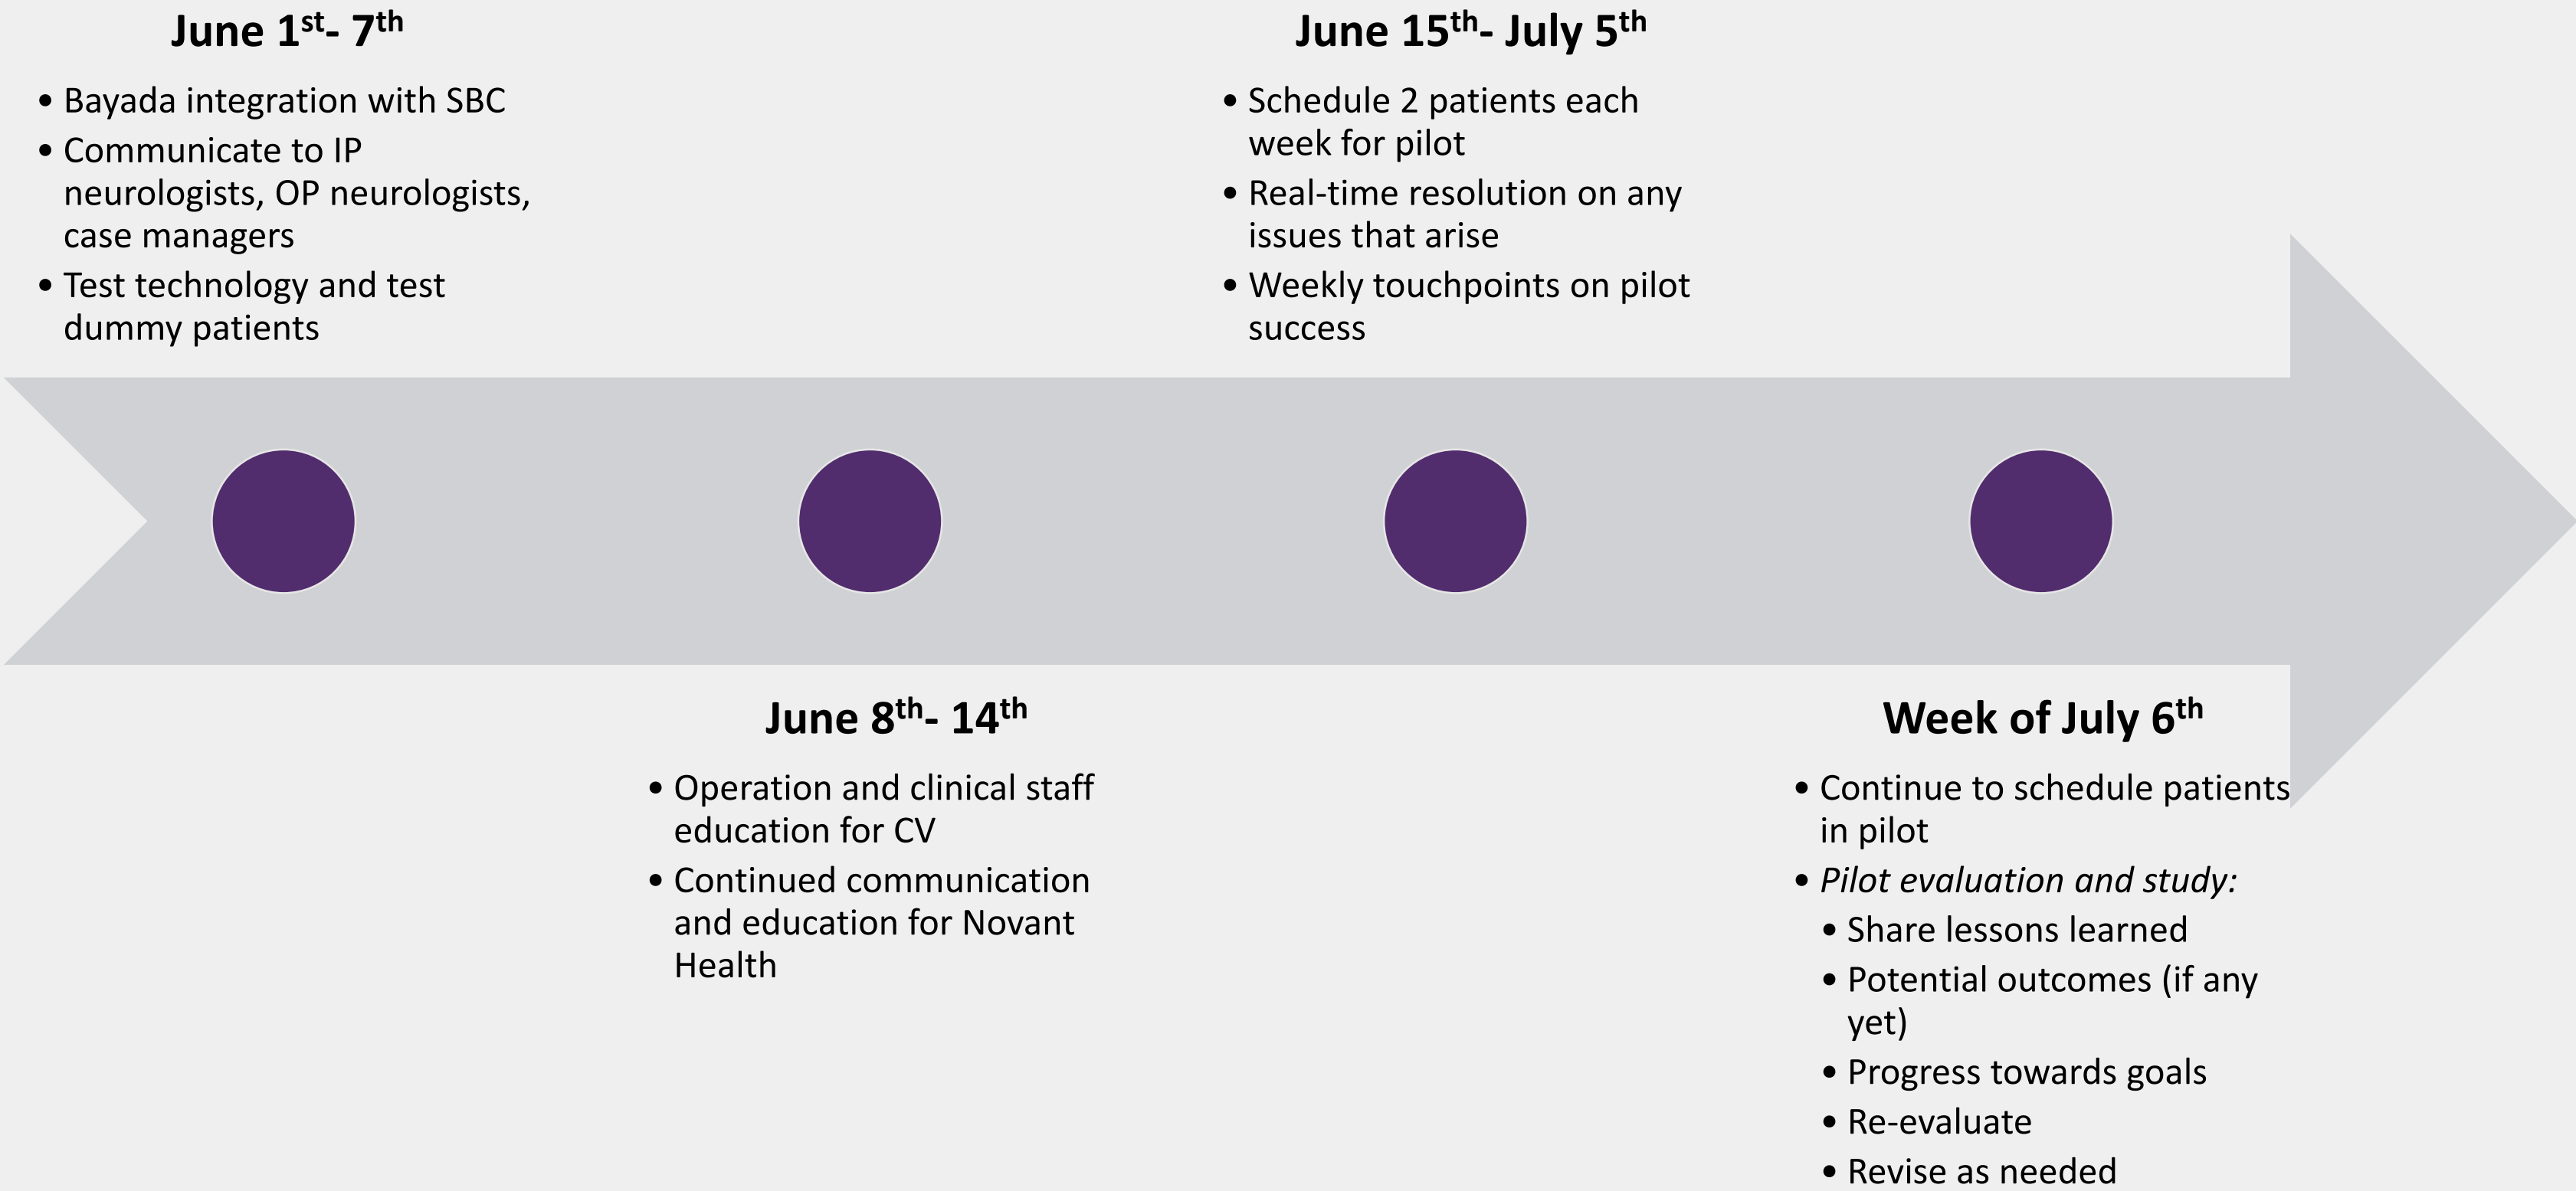 June 1st- 7th
• Bayada integration with SBC
• Communicate to IP
neurologists, OP neurologists,
case managers
• Test technology and test
dummy patients
June 8th- 14th
• Operation and clinical staff
education for CV
• Continued communication
and education for Novant
Health
June 15th- July 5th
• Schedule 2 patients each
week for pilot
• Real-time resolution on any
issues that arise
• Weekly touchpoints on pilot
success
Week of July 6th
• Continue to schedule patients
in pilot
• Pilot evaluation and study:
• Share lessons learned
• Potential outcomes (if any
yet)
• Progress towards goals
• Re-evaluate
• Revise as needed